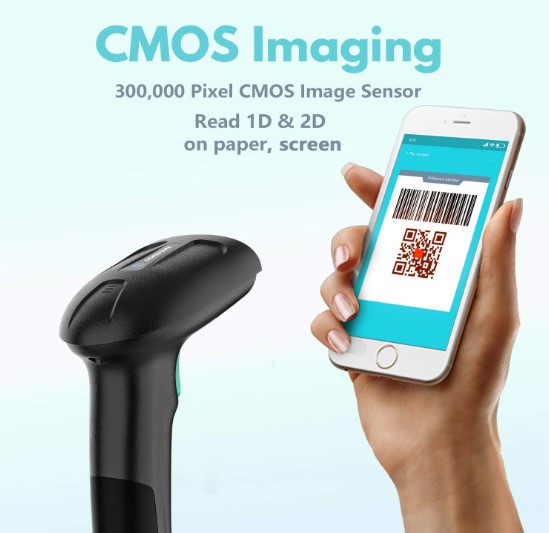 CMOS Imaging
300,000 Pixel CMOS Image Sensor
Read 1D & 2D
on paper, screen